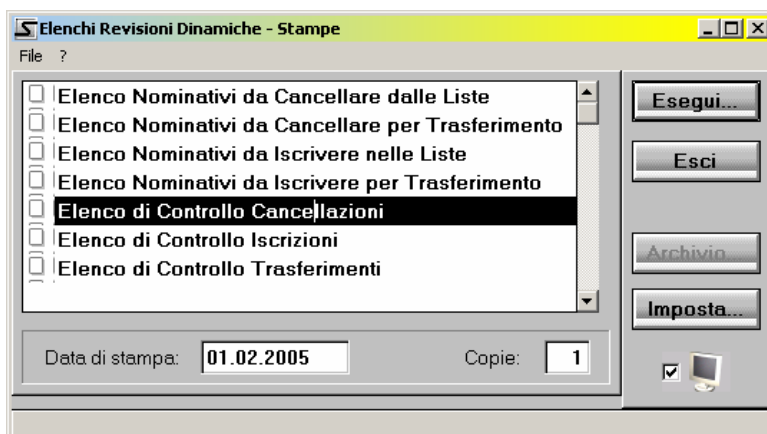 Elenchi Revisioni Dinamiche - Stampe
File ?
Elenco Nominativi da Cancellare dalle Liste
Elenco Nominativi da Cancellare per Trasferimento
Elenco Nominativi da Iscrivere nelle Liste
Elenco Nominativi da Iscrivere per Trasferimento
Elenco di Controllo Cancellazioni
Elenco di Controllo Iscrizioni
Elenco di Controllo Trasferimenti
Esegui...
Esci
Archivio...
Imposta...
Data di stampa: 01.02.2005 Copie: 1